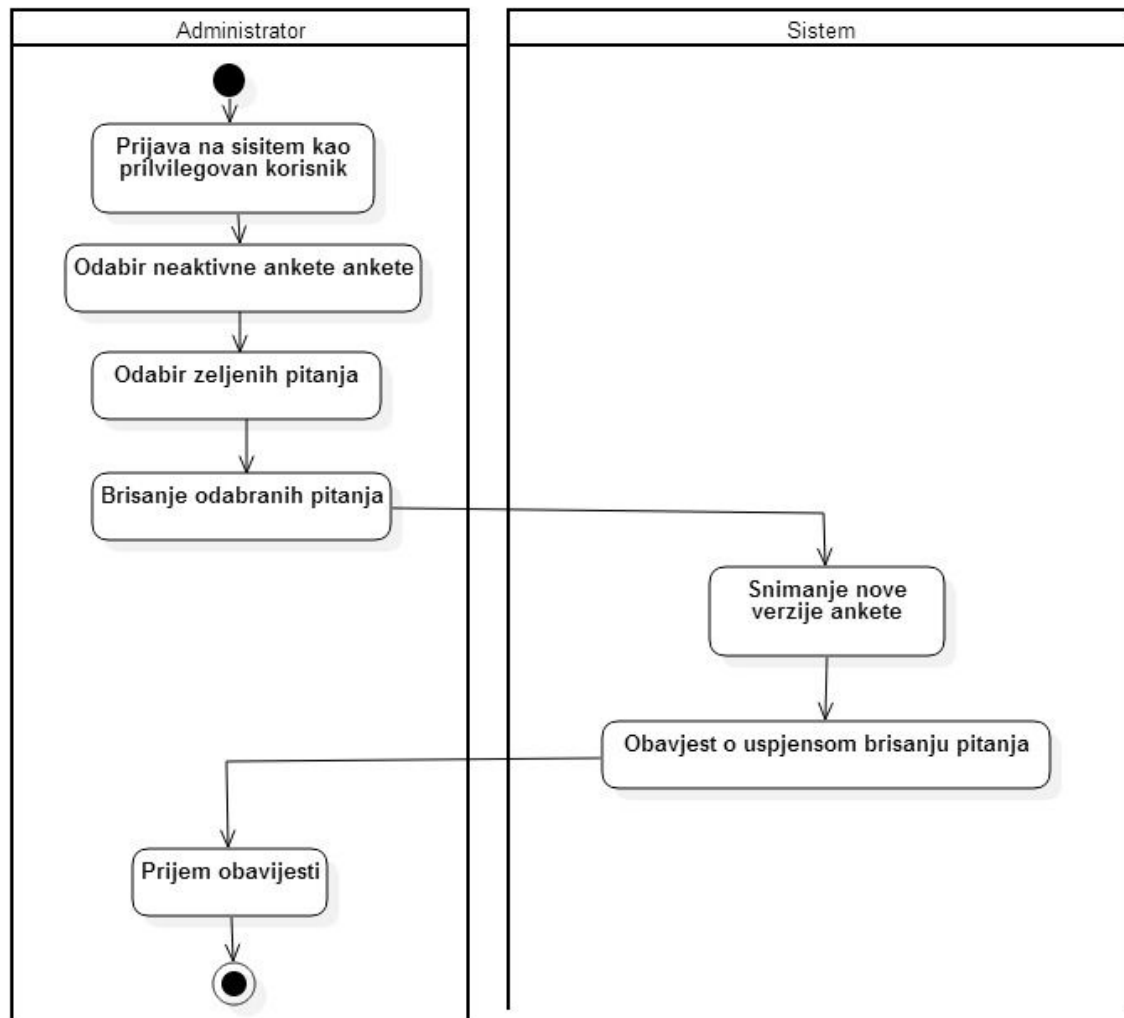 Administrator
Sistem
Prijava na sisitem kao
prilvilegovan korisnik
Odabir neaktivne ankete ankete
Odabir zeljenih pitanja
Brisanje odabranih pitanja
Snimanje nove
verzije ankete
Obavjest o uspjensom brisanju pitanja
Prijem obavijesti